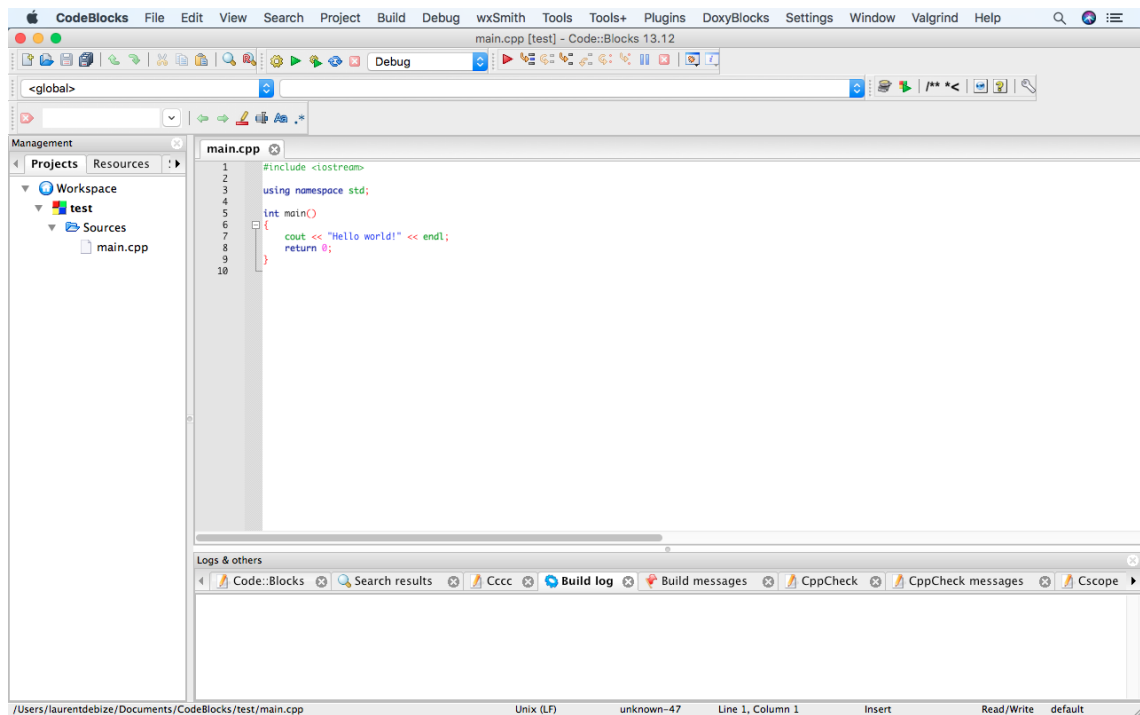 CodeBlocks File Edit View Search Project Build Debug wxSmith Tools Tools+ Plugins DoxyBlocks Settings Window Valgrind Help
main.cpp [test] - Code::Blocks 13.12
Debug
<global>
/** *<
Aa .*
Management
main.cpp
Projects Resources
Workspace
test
Sources
main.cpp
1 #include <iostream>
2
3 using namespace std;
4
5 int main()
6 {
7 cout << "Hello world!" << endl;
8 return 0;
9 }
10
Logs & others
Code::Blocks Search results Cccc Build log Build messages CppCheck CppCheck messages Cscope
/Users/laurentdebize/Documents/CodeBlocks/test/main.cpp Unix (LF) unknown-47 Line 1, Column 1 Insert Read/Write default